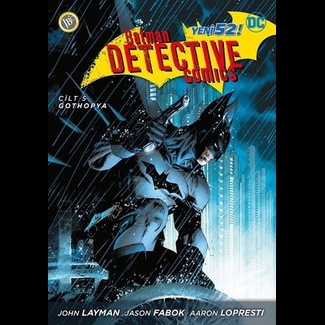 YENİ 52!
DC
Batman
DETECTIVE
Comics
CİLT 5
GOTHOPYA
JOHN LAYMAN JASON FABOK AARON LOPRESTI